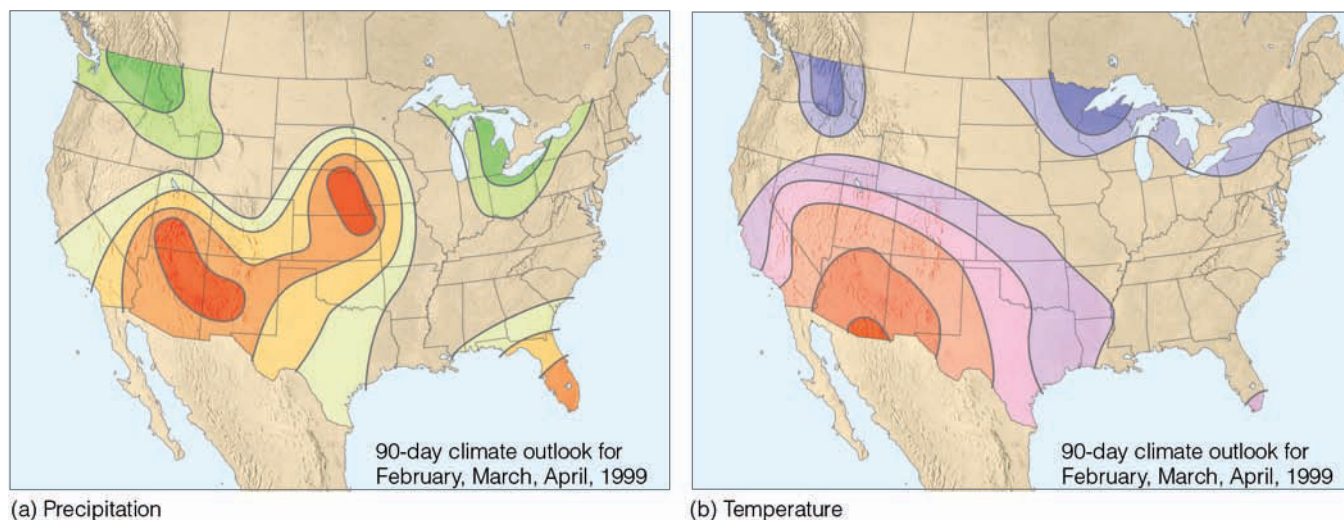 90-day climate outlook for
February, March, April, 1999
(a) Precipitation
90-day climate outlook for
February, March, April, 1999
(b) Temperature